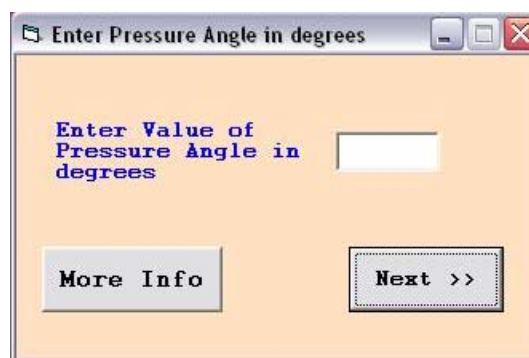 Enter Pressure Angle in degrees
Enter Value of
Pressure Angle in
degrees
More Info
Next >>